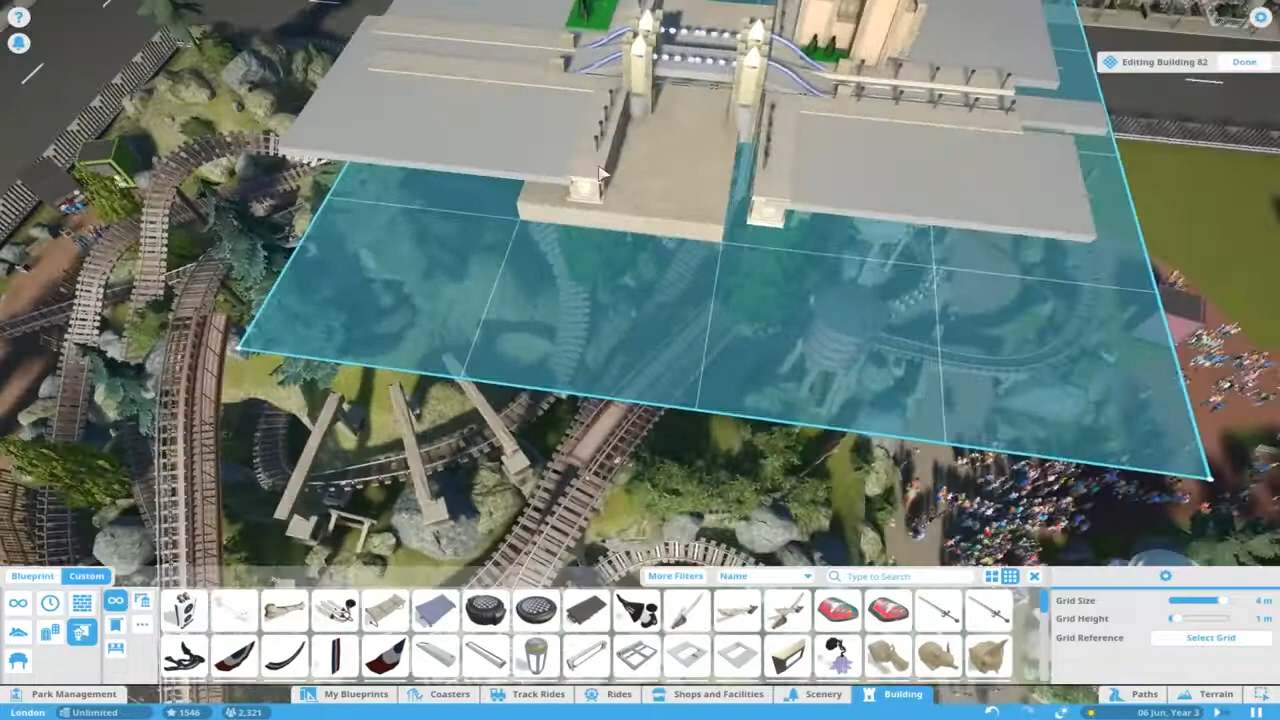 ?
Editing Building 82 Done
Blueprint Custom More Filters Name Type to Search
Grid Size 4 m
Grid Height 1 m
Grid Reference Select Grid
Park Management My Blueprints Coasters Track Rides Rides Shops and Facilities Scenery Building Paths Terrain
London Unlimited 1546 2,321 06 Jun, Year 3